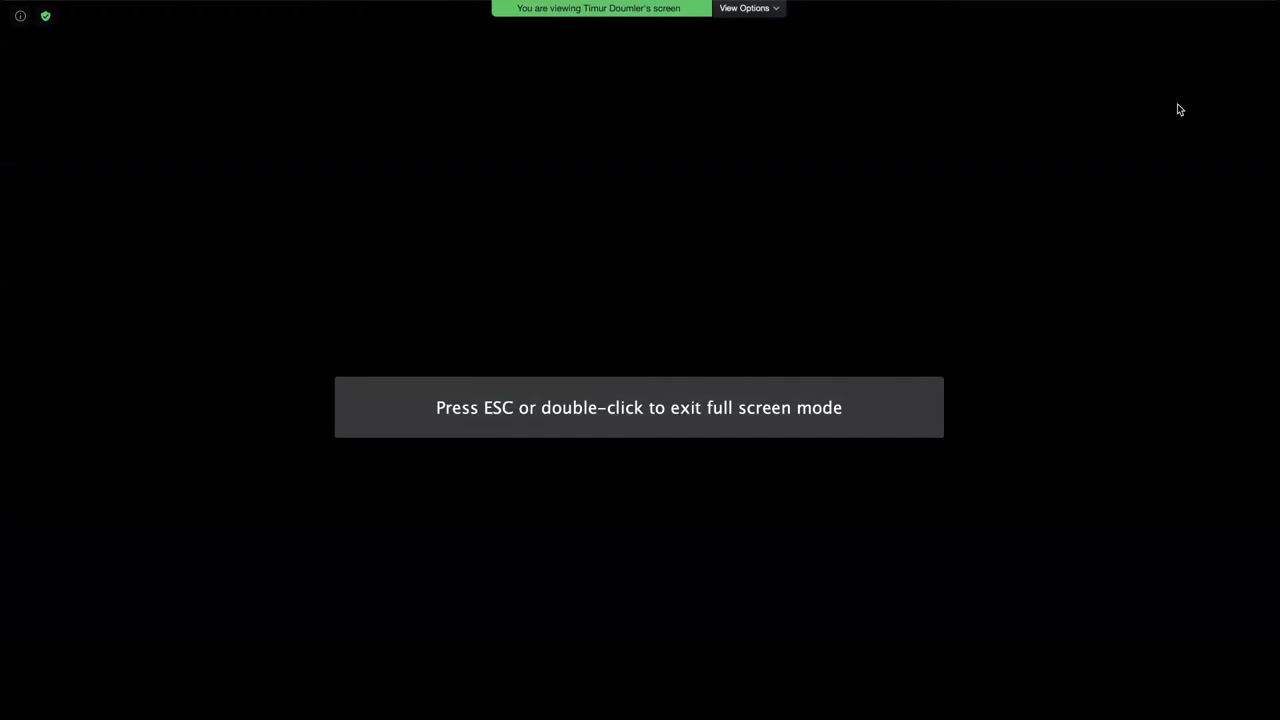 You are viewing Timur Doumler's screen
View Options
Press ESC or double-click to exit full screen mode